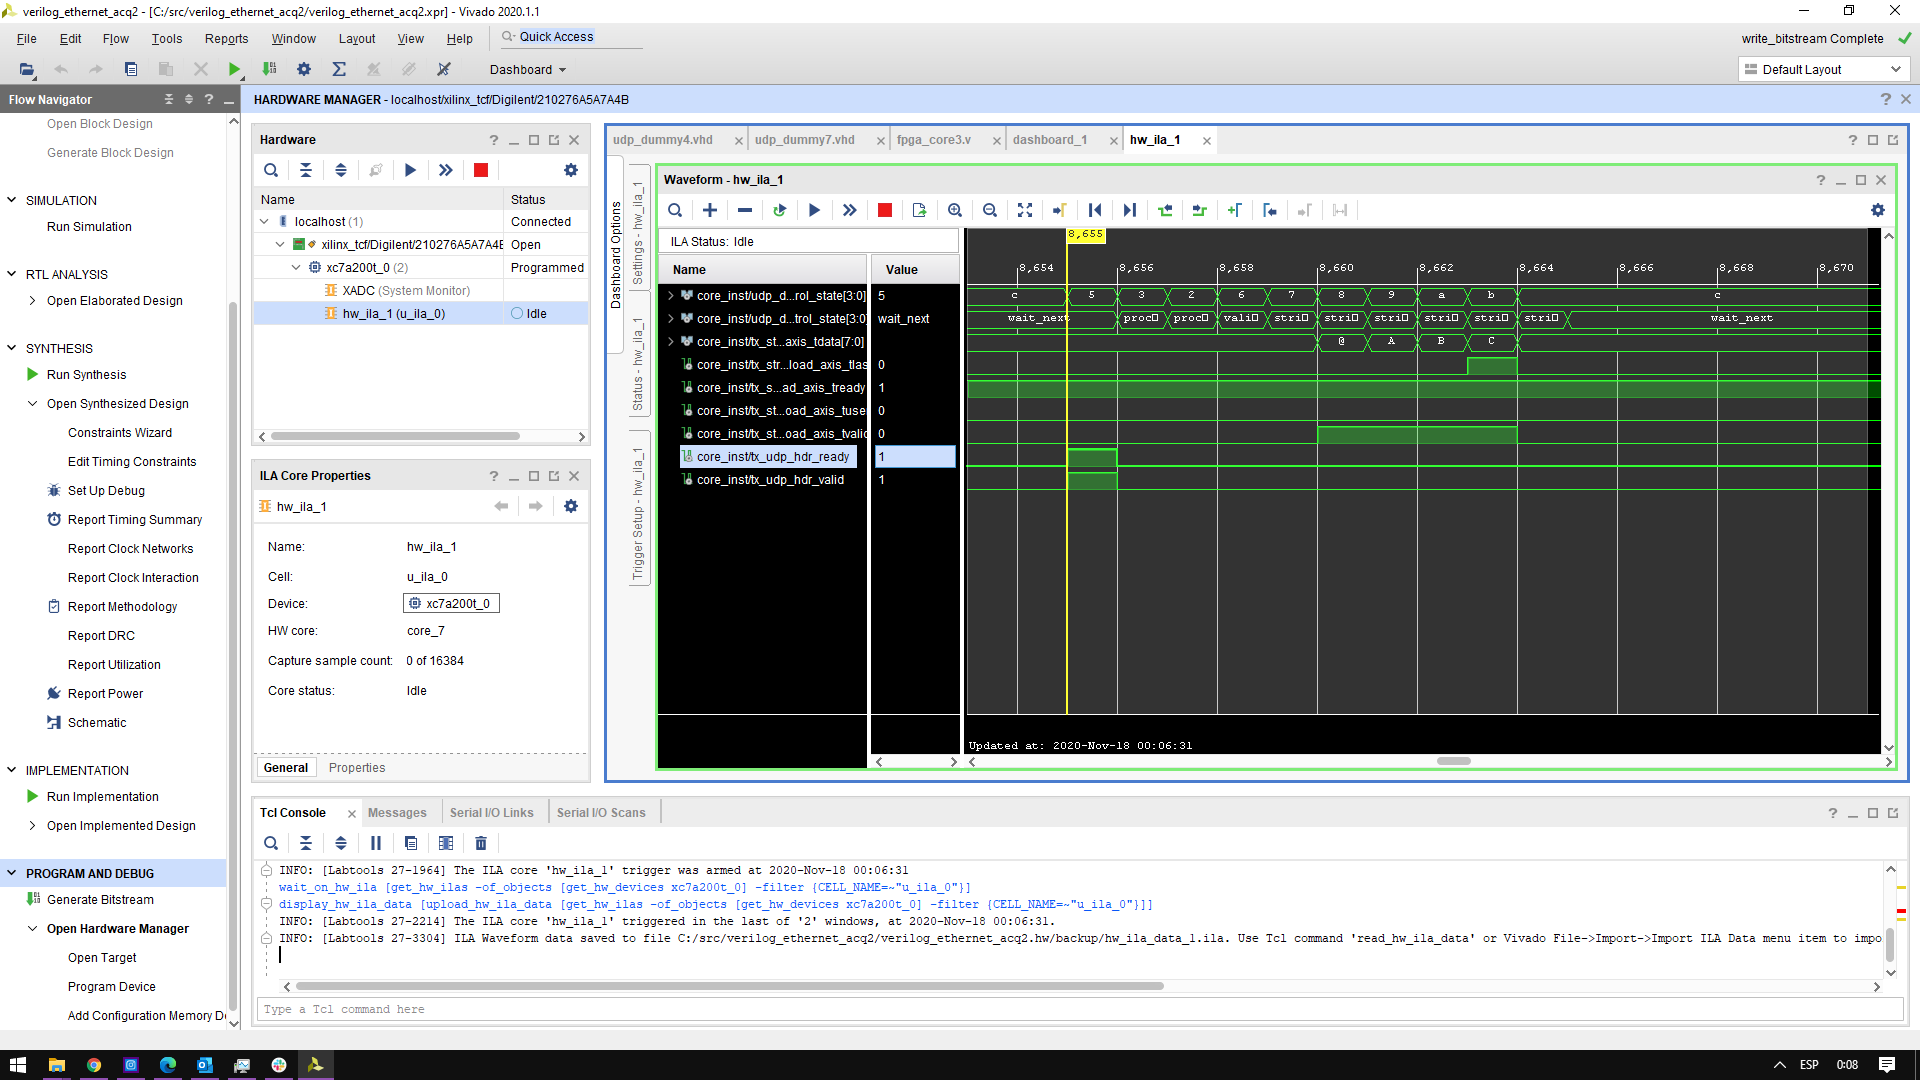 verilog_ethernet_acq2 - [C:/src/verilog_ethernet_acq2/verilog_ethernet_acq2.xpr] - Vivado 2020.1.1
File Edit Flow Tools Reports Window Layout View Help Quick Access
write_bitstream Complete
Dashboard
Default Layout
Flow Navigator
Open Block Design
Generate Block Design
SIMULATION
Run Simulation
RTL ANALYSIS
Open Elaborated Design
SYNTHESIS
Run Synthesis
Open Synthesized Design
Constraints Wizard
Edit Timing Constraints
Set Up Debug
Report Timing Summary
Report Clock Networks
Report Clock Interaction
Report Methodology
Report DRC
Report Utilization
Report Power
Schematic
IMPLEMENTATION
Run Implementation
Open Implemented Design
PROGRAM AND DEBUG
Generate Bitstream
Open Hardware Manager
Open Target
Program Device
Add Configuration Memory D
HARDWARE MANAGER - localhost/xilinx_tcf/Digilent/210276A5A7A4B
Hardware
Name Status
localhost (1) Connected
xilinx_tcf/Digilent/210276A5A7A4E Open
xc7a200t_0 (2) Programmed
XADC (System Monitor)
hw_ila_1 (u_ila_0) Idle
ILA Core Properties
hw_ila_1
Name: hw_ila_1
Cell: u_ila_0
Device: xc7a200t_0
HW core: core_7
Capture sample count: 0 of 16384
Core status: Idle
General Properties
udp_dummy4.vhd udp_dummy7.vhd fpga_core3.v dashboard_1 hw_ila_1
Dashboard Options
Settings - hw_ila_1
Status - hw_ila_1
Trigger Setup - hw_ila_1
Waveform - hw_ila_1
ILA Status: Idle
Name Value
core_inst/udp_d...rol_state[3:0] 5
core_inst/udp_d...trol_state[3:0 wait_next
core_inst/tx_st...axis_tdata[7:0]
core_inst/tx_str...load_axis_tlas 0
core_inst/tx_s...ad_axis_tready 1
core_inst/tx_st...oad_axis_tuse 0
core_inst/tx_st...oad_axis_tvalic 0
core_inst/tx_udp_hdr_ready 1
core_inst/tx_udp_hdr_valid 1
8,655
8,654 8,656 8,658 8,660 8,662 8,664 8,666 8,668 8,670
c 5 3 2 6 7 8 9 a b c
wait_next proc proc vali stri stri stri stri stri stri wait_next
@ A B C
Updated at: 2020-Nov-18 00:06:31
Tcl Console Messages Serial I/O Links Serial I/O Scans
INFO: [Labtools 27-1964] The ILA core 'hw_ila_1' trigger was armed at 2020-Nov-18 00:06:31
wait_on_hw_ila [get_hw_ilas -of_objects [get_hw_devices xc7a200t_0] -filter {CELL_NAME=~"u_ila_0"}]
display_hw_ila_data [upload_hw_ila_data [get_hw_ilas -of_objects [get_hw_devices xc7a200t_0] -filter {CELL_NAME=~"u_ila_0"}]]
INFO: [Labtools 27-2214] The ILA core 'hw_ila_1' triggered in the last of '2' windows, at 2020-Nov-18 00:06:31.
INFO: [Labtools 27-3304] ILA Waveform data saved to file C:/src/verilog_ethernet_acq2/verilog_ethernet_acq2.hw/backup/hw_ila_data_1.ila. Use Tcl command 'read_hw_ila_data' or Vivado File->Import->Import ILA Data menu item to impo
Type a Tcl command here
ESP 0:08